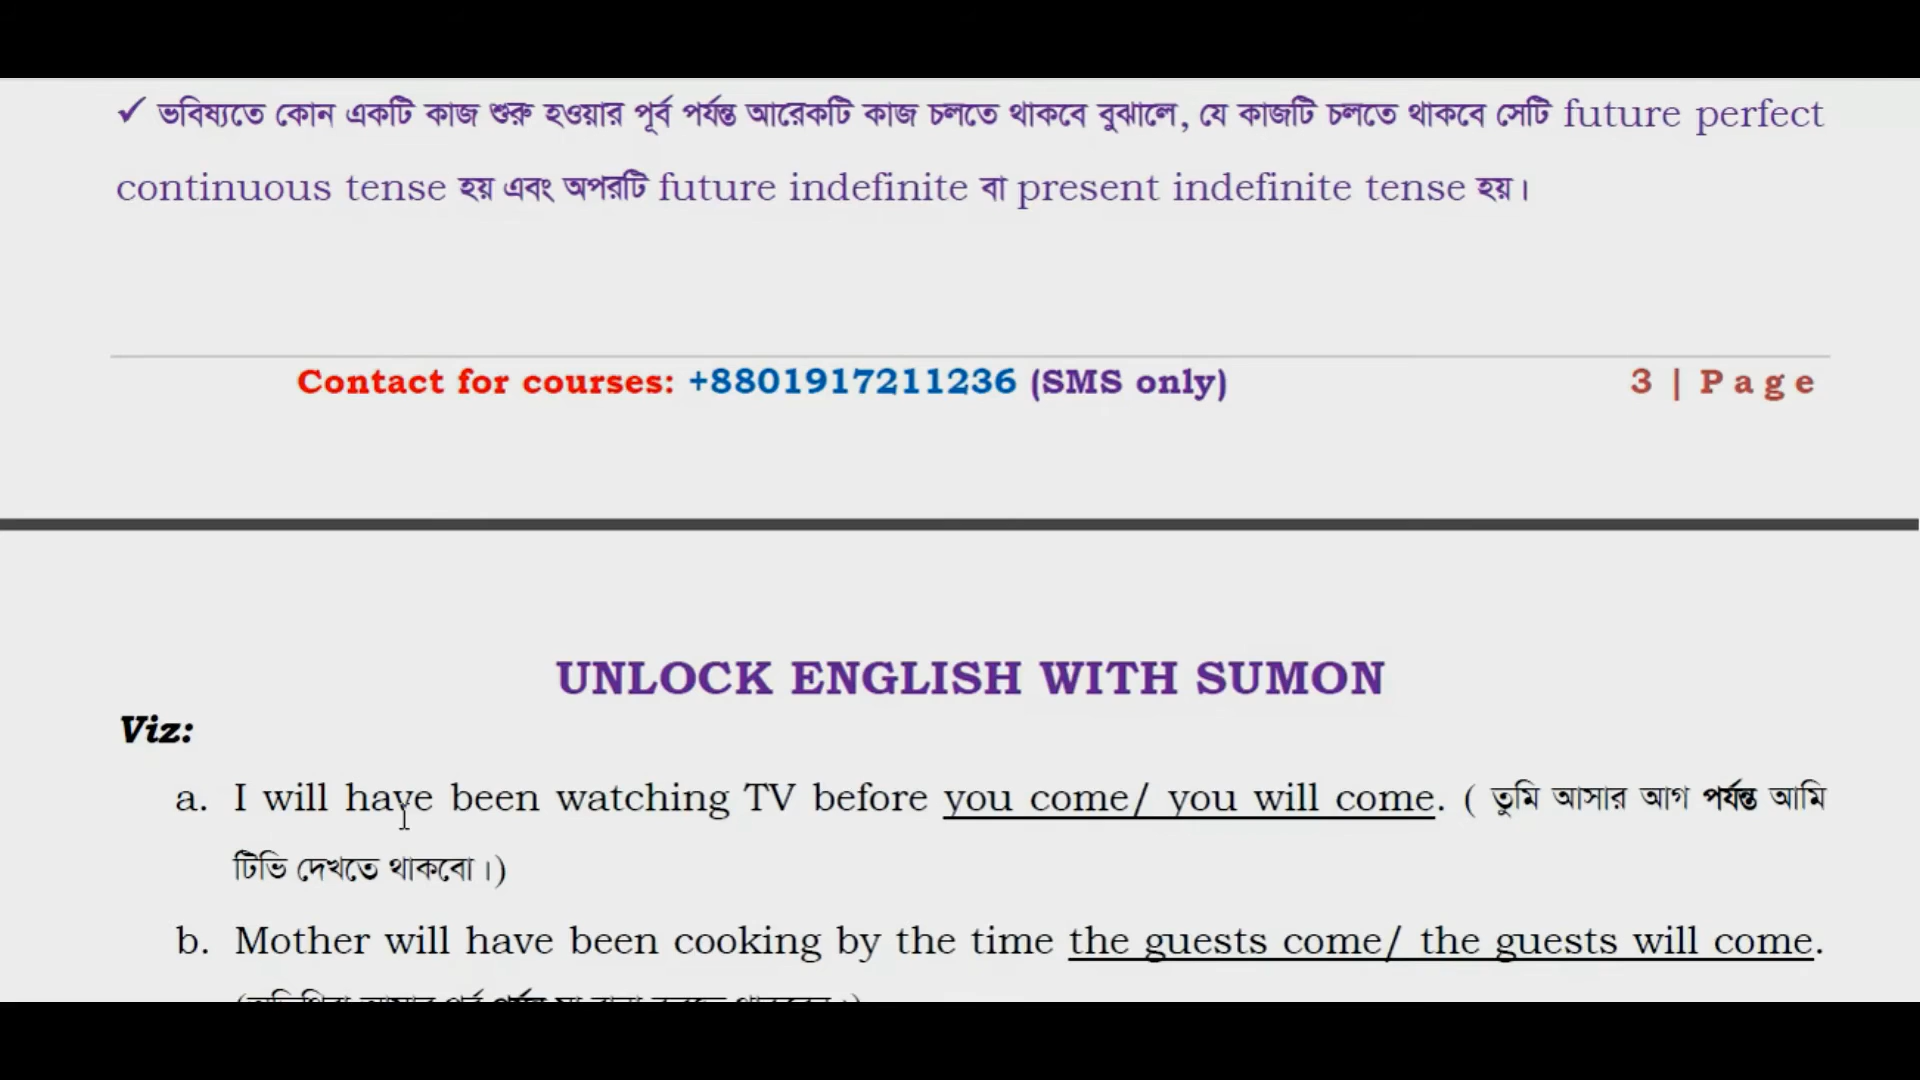 ✓ ভবিষ্যতে কোন একটি কাজ শুরু হওয়ার পূর্ব পর্যন্ত আরেকটি কাজ চলতে থাকবে বুঝালে, যে কাজটি চলতে থাকবে সেটি future perfect
continuous tense হয় এবং অপরটি future indefinite বা present indefinite tense হয়।
Contact for courses: +8801917211236 (SMS only) 3 | P a g e
UNLOCK ENGLISH WITH SUMON
Viz:
a. I will have been watching TV before you come/ you will come. ( তুমি আসার আগ পর্যন্ত আমি
টিভি দেখতে থাকবো।)
b. Mother will have been cooking by the time the guests come/ the guests will come.